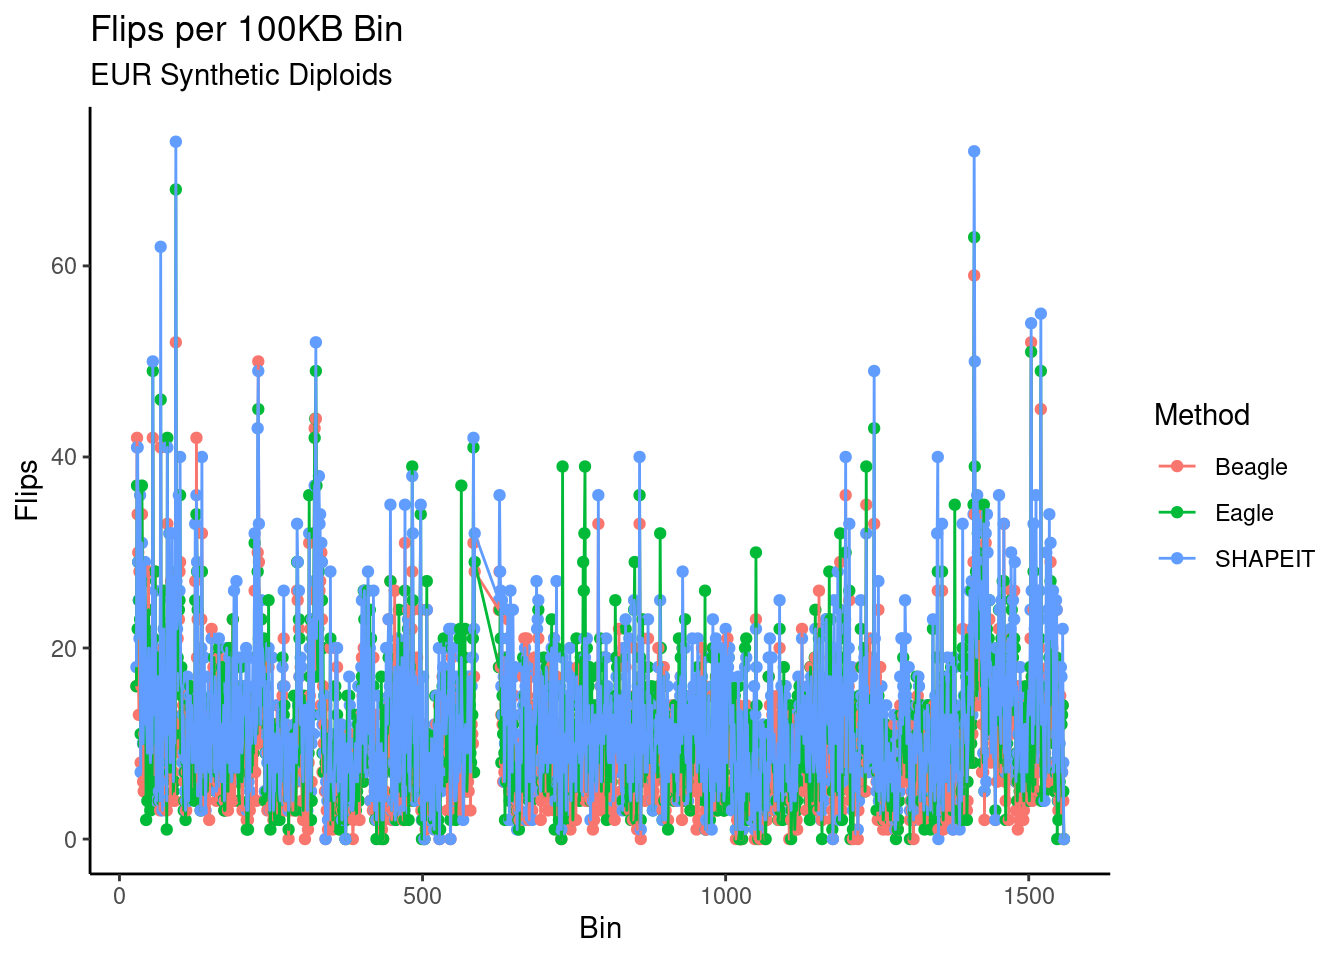 Flips per 100KB Bin
EUR Synthetic Diploids
60
40
20
0
Flips
0 500 1000 1500
Bin
Method
Beagle
Eagle
SHAPEIT